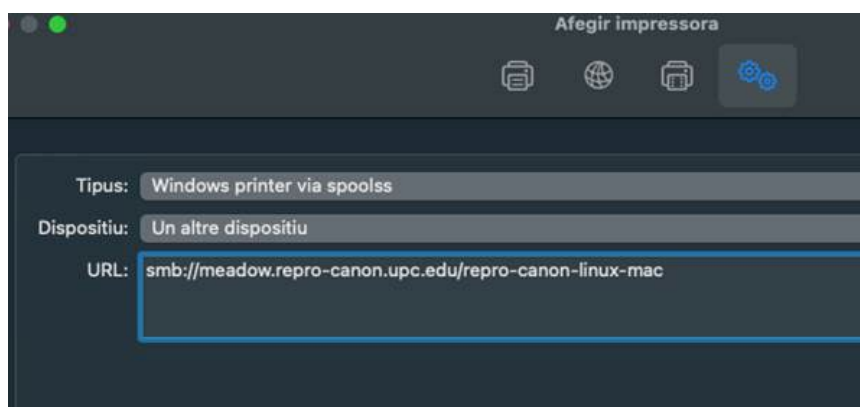 Afegir impressora
Tipus: Windows printer via spoolss
Dispositiu: Un altre dispositiu
URL: smb://meadow.repro-canon.upc.edu/repro-canon-linux-mac